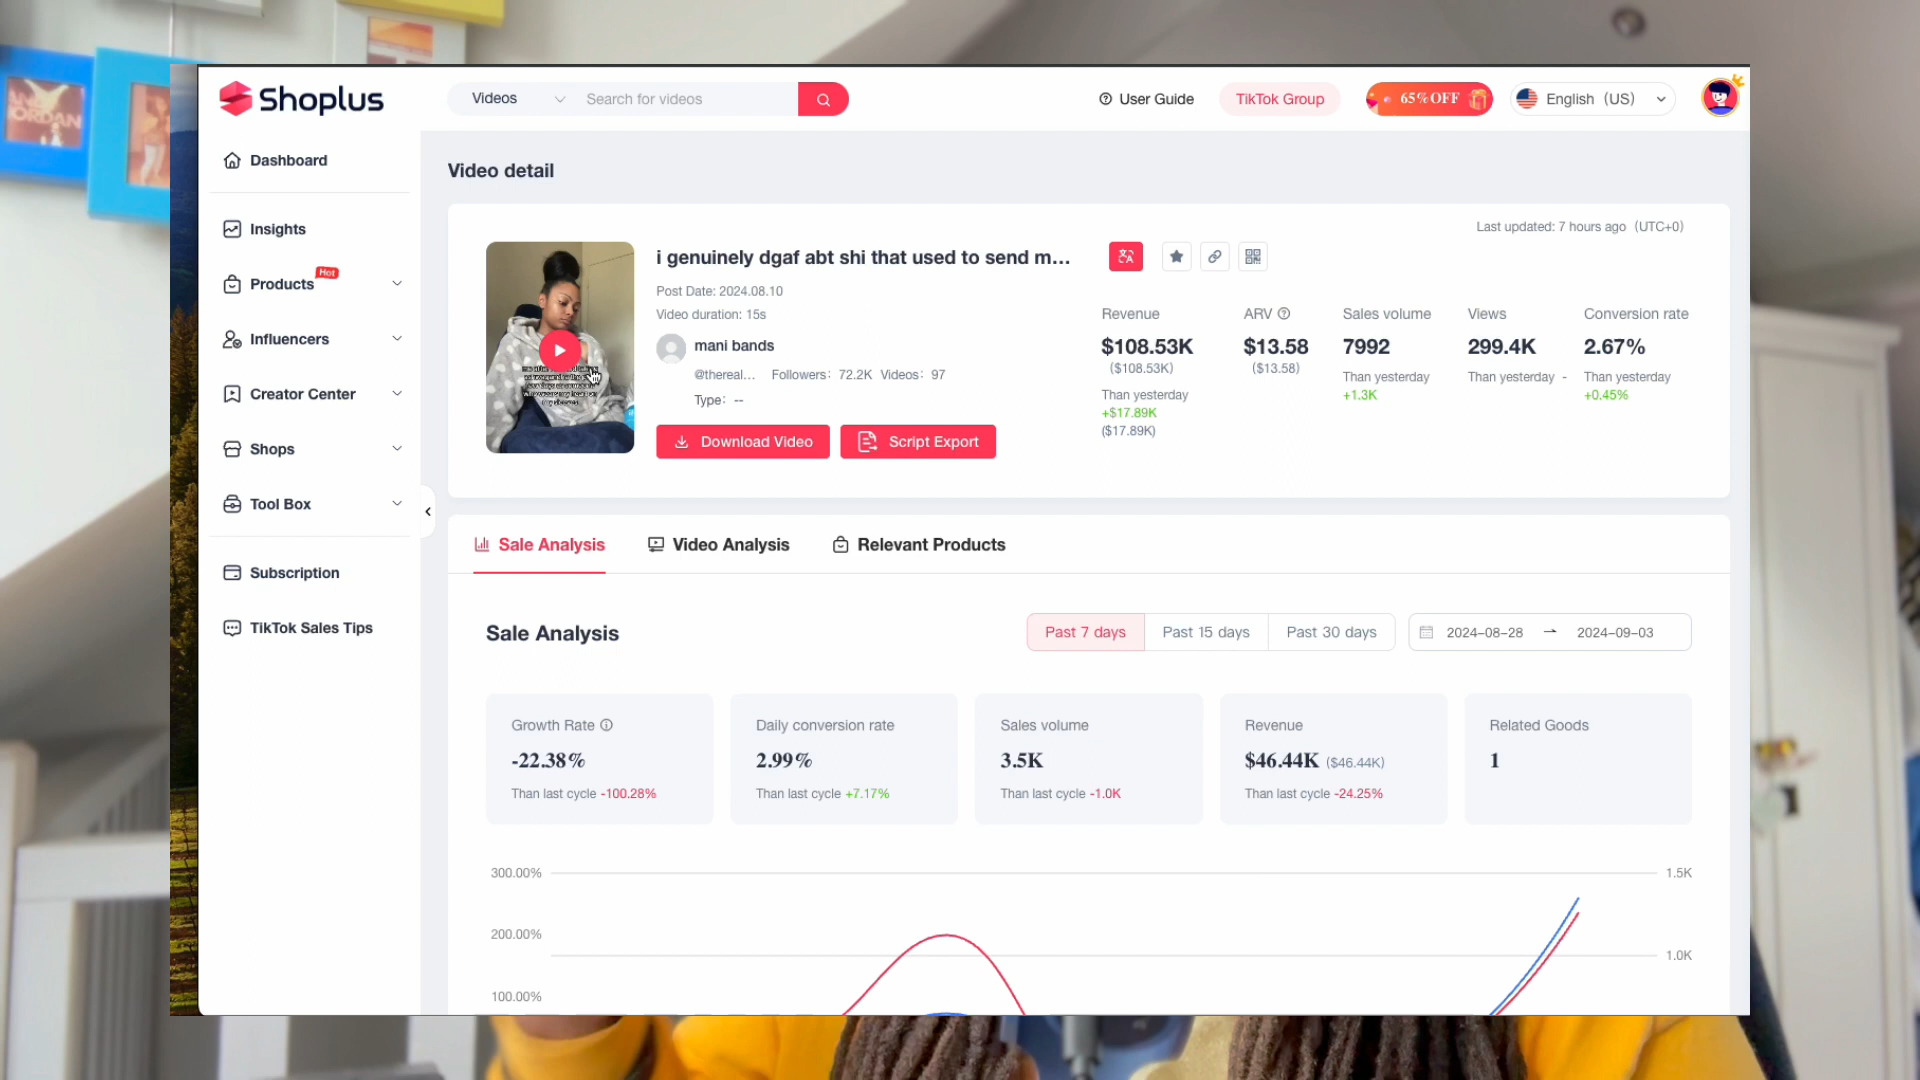 Shoplus
Videos
Search for videos
User Guide
TikTok Group
65%OFF
English (US)
Dashboard
Insights
Products
Hot
Influencers
Creator Center
Shops
Tool Box
Subscription
TikTok Sales Tips
Video detail
Last updated: 7 hours ago (UTC+0)
i genuinely dgaf abt shi that used to send m...
Post Date: 2024.08.10
Video duration: 15s
mani bands
@thereal... Followers: 72.2K Videos: 97
Type: --
Download Video
Script Export
Revenue
$108.53K
($108.53K)
Than yesterday
+$17.89K
($17.89K)
ARV
$13.58
($13.58)
Sales volume
7992
Than yesterday
+1.3K
Views
299.4K
Than yesterday -
Conversion rate
2.67%
Than yesterday
+0.45%
Sale Analysis
Video Analysis
Relevant Products
Sale Analysis
Past 7 days
Past 15 days
Past 30 days
2024-08-28 → 2024-09-03
Growth Rate
-22.38%
Than last cycle -100.28%
Daily conversion rate
2.99%
Than last cycle +7.17%
Sales volume
3.5K
Than last cycle -1.0K
Revenue
$46.44K ($46.44K)
Than last cycle -24.25%
Related Goods
1
300.00%
1.5K
200.00%
1.0K
100.00%